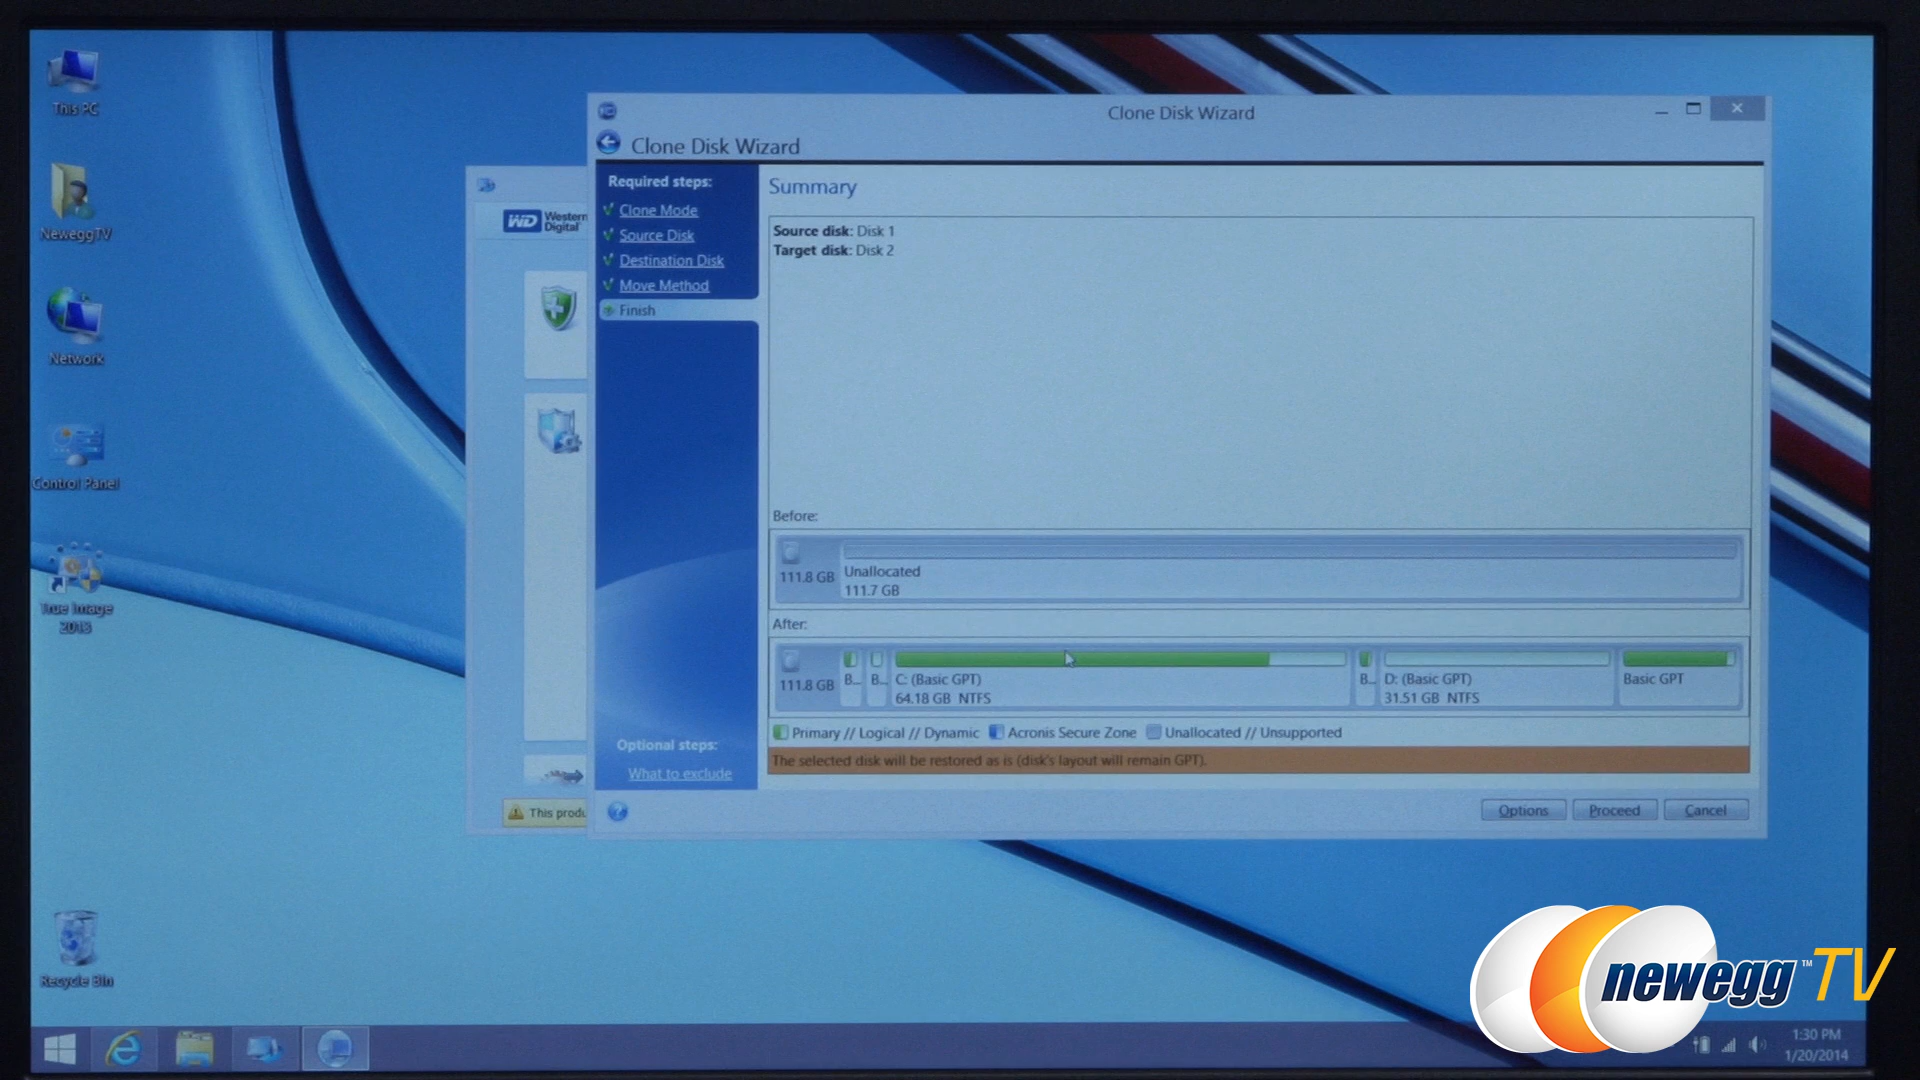 This PC
NeweggTV
Network
Control Panel
True Image
2013
Recycle Bin
WD Western
Digital
This produ
Clone Disk Wizard
Clone Disk Wizard
Required steps:
Clone Mode
Source Disk
Destination Disk
Move Method
Finish
Optional steps:
What to exclude
Summary
Source disk: Disk 1
Target disk: Disk 2
Before:
111.8 GB
Unallocated
111.7 GB
After:
111.8 GB
B... B... C: (Basic GPT) B... D: (Basic GPT) Basic GPT
64.18 GB NTFS 31.51 GB NTFS
Primary // Logical // Dynamic Acronis Secure Zone Unallocated // Unsupported
The selected disk will be restored as is (disk's layout will remain GPT).
Options Proceed Cancel
newegg™TV
1:30 PM
1/20/2014